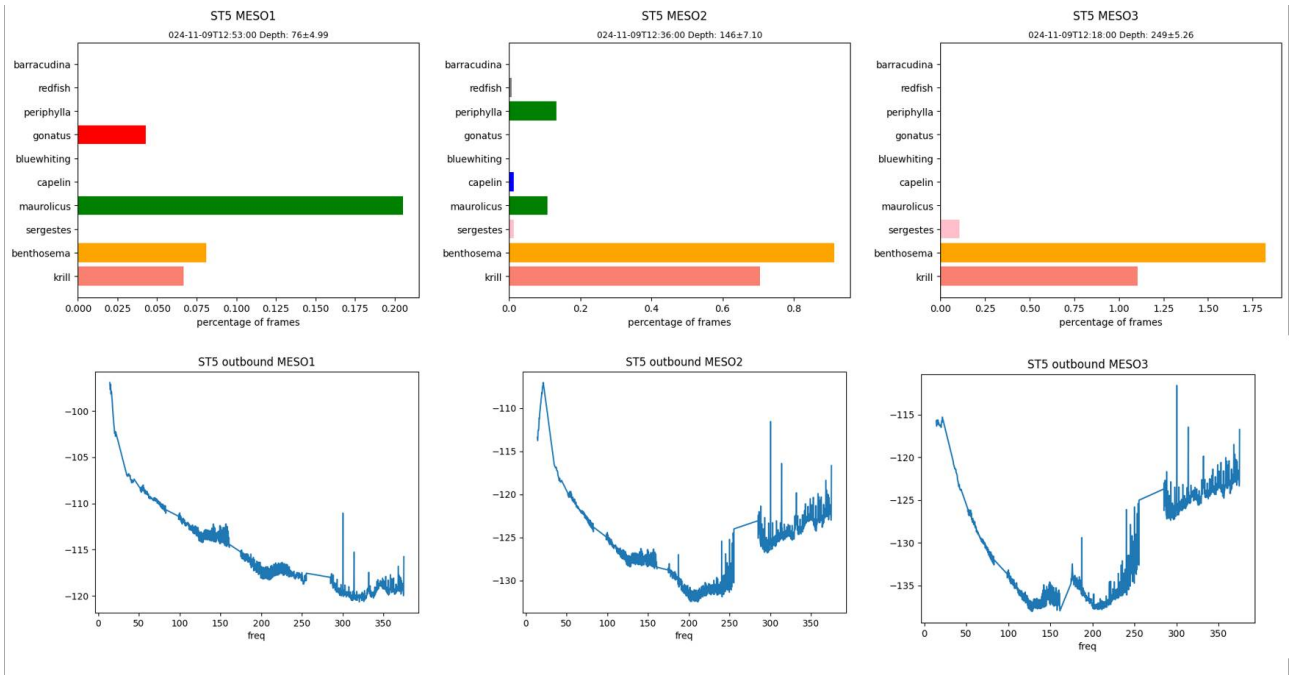 ST5 MESO1
024-11-09T12:53:00 Depth: 76±4.99
barracudina
redfish
periphylla
gonatus
bluewhiting
capelin
maurolicus
sergestes
benthosema
krill
0.000 0.025 0.050 0.075 0.100 0.125 0.150 0.175 0.200
percentage of frames
ST5 MESO2
024-11-09T12:36:00 Depth: 146±7.10
barracudina
redfish
periphylla
gonatus
bluewhiting
capelin
maurolicus
sergestes
benthosema
krill
0.0 0.2 0.4 0.6 0.8
percentage of frames
ST5 MESO3
024-11-09T12:18:00 Depth: 249±5.26
barracudina
redfish
periphylla
gonatus
bluewhiting
capelin
maurolicus
sergestes
benthosema
krill
0.00 0.25 0.50 0.75 1.00 1.25 1.50 1.75
percentage of frames
ST5 outbound MESO1
−100
−105
−110
−115
−120
0 50 100 150 200 250 300 350
freq
ST5 outbound MESO2
−110
−115
−120
−125
−130
0 50 100 150 200 250 300 350
freq
ST5 outbound MESO3
−115
−120
−125
−130
−135
0 50 100 150 200 250 300 350
freq